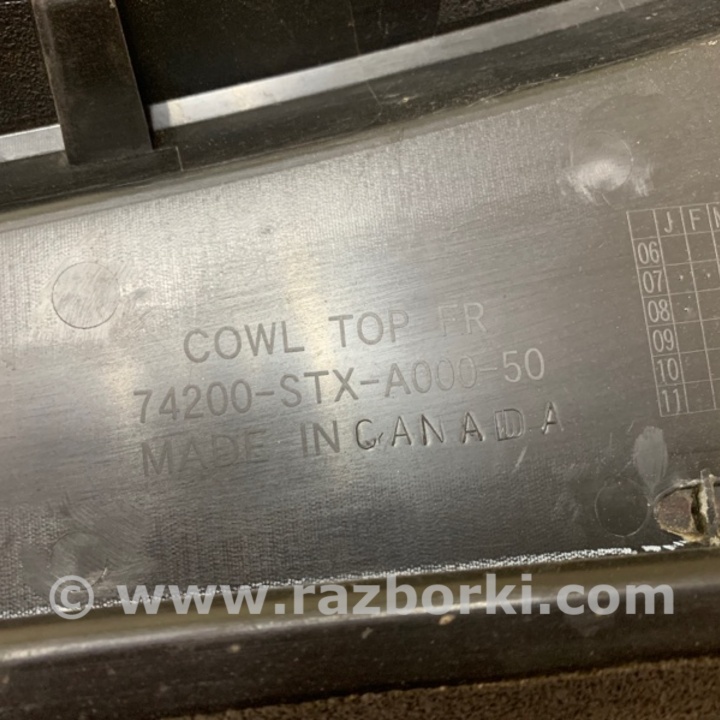 J F
06
07
08
09
10
11
COWL TOP FR
74200-STX-A000-50
MADE IN CANADA
© www.razborki.com